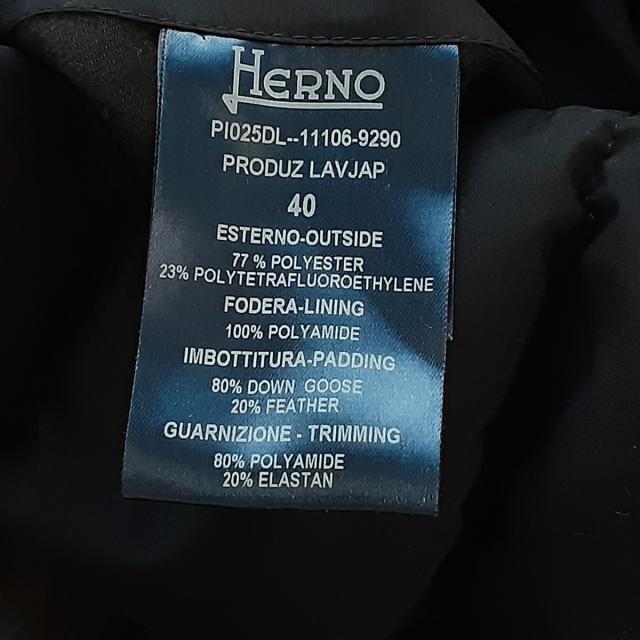 HERNO
PI025DL--11106-9290
PRODUZ LAVJAP
40
ESTERNO-OUTSIDE
77 % POLYESTER
23% POLYTETRAFLUOROETHYLENE
FODERA-LINING
100% POLYAMIDE
IMBOTTITURA-PADDING
80% DOWN GOOSE
20% FEATHER
GUARNIZIONE - TRIMMING
80% POLYAMIDE
20% ELASTAN